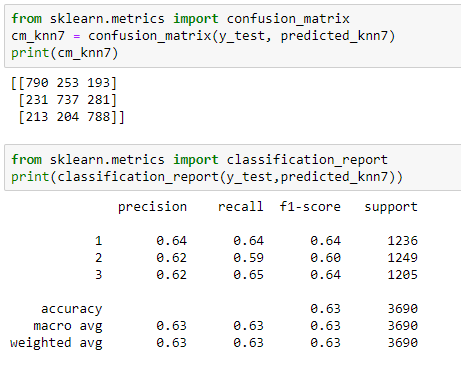 from sklearn.metrics import confusion_matrix
cm_knn7 = confusion_matrix(y_test, predicted_knn7)
print(cm_knn7)
[[790 253 193]
 [231 737 281]
 [213 204 788]]
from sklearn.metrics import classification_report
print(classification_report(y_test,predicted_knn7))
precision recall f1-score support
1 0.64 0.64 0.64 1236
2 0.62 0.59 0.60 1249
3 0.62 0.65 0.64 1205
accuracy 0.63 3690
macro avg 0.63 0.63 0.63 3690
weighted avg 0.63 0.63 0.63 3690